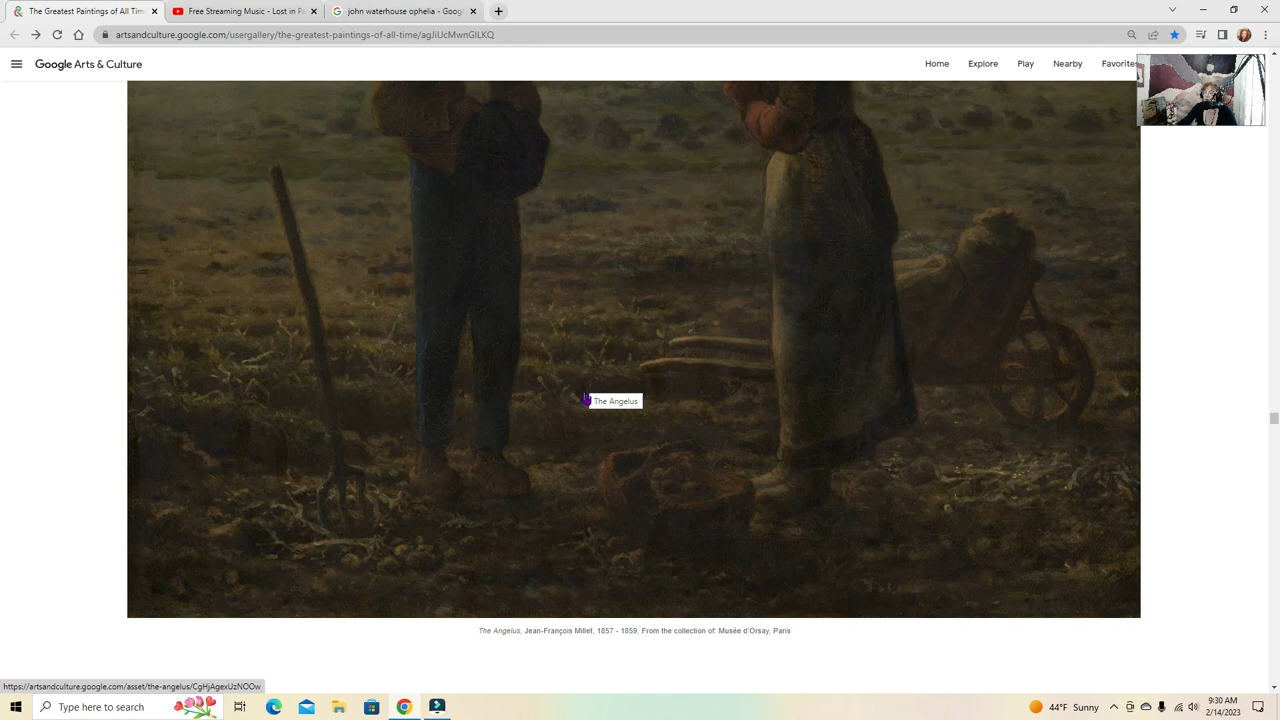 The Greatest Paintings of All Tim
Free Streaming Music - Lost in Fi
john waterhouse ophelia - Goog
artsandculture.google.com/usergallery/the-greatest-paintings-of-all-time/agJiUcMwnGILKQ
Google Arts & Culture
Home Explore Play Nearby Favorites
The Angelus
The Angelus, Jean-François Millet, 1857 - 1859, From the collection of: Musée d'Orsay, Paris
https://artsandculture.google.com/asset/the-angelus/CgHjAgexUzNOOw
Type here to search
44°F Sunny
9:30 AM
2/14/2023